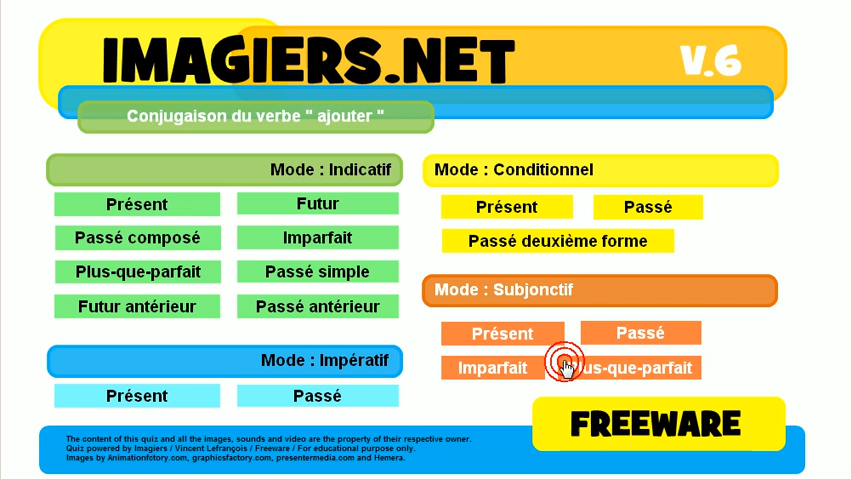 IMAGIERS.NET
V.6
Conjugaison du verbe " ajouter "
Mode : Indicatif
Présent
Futur
Passé composé
Imparfait
Plus-que-parfait
Passé simple
Futur antérieur
Passé antérieur
Mode : Impératif
Présent
Passé
Mode : Conditionnel
Présent
Passé
Passé deuxième forme
Mode : Subjonctif
Présent
Passé
Imparfait
Plus-que-parfait
FREEWARE
The content of this quiz and all the images, sounds and video are the property of their respective owner.
Quiz powered by Imagiers / Vincent Lefrançois / Freeware / For educational purpose only.
Images by Animationfctory.com, graphicsfactory.com, presentermedia.com and Hemera.